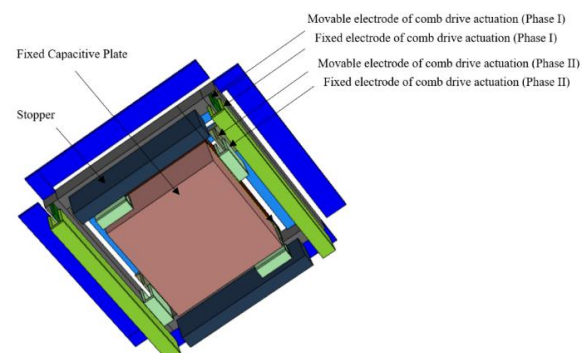 Movable electrode of comb drive actuation (Phase I)
Fixed electrode of comb drive actuation (Phase I)
Movable electrode of comb drive actuation (Phase II)
Fixed electrode of comb drive actuation (Phase II)
Fixed Capacitive Plate
Stopper